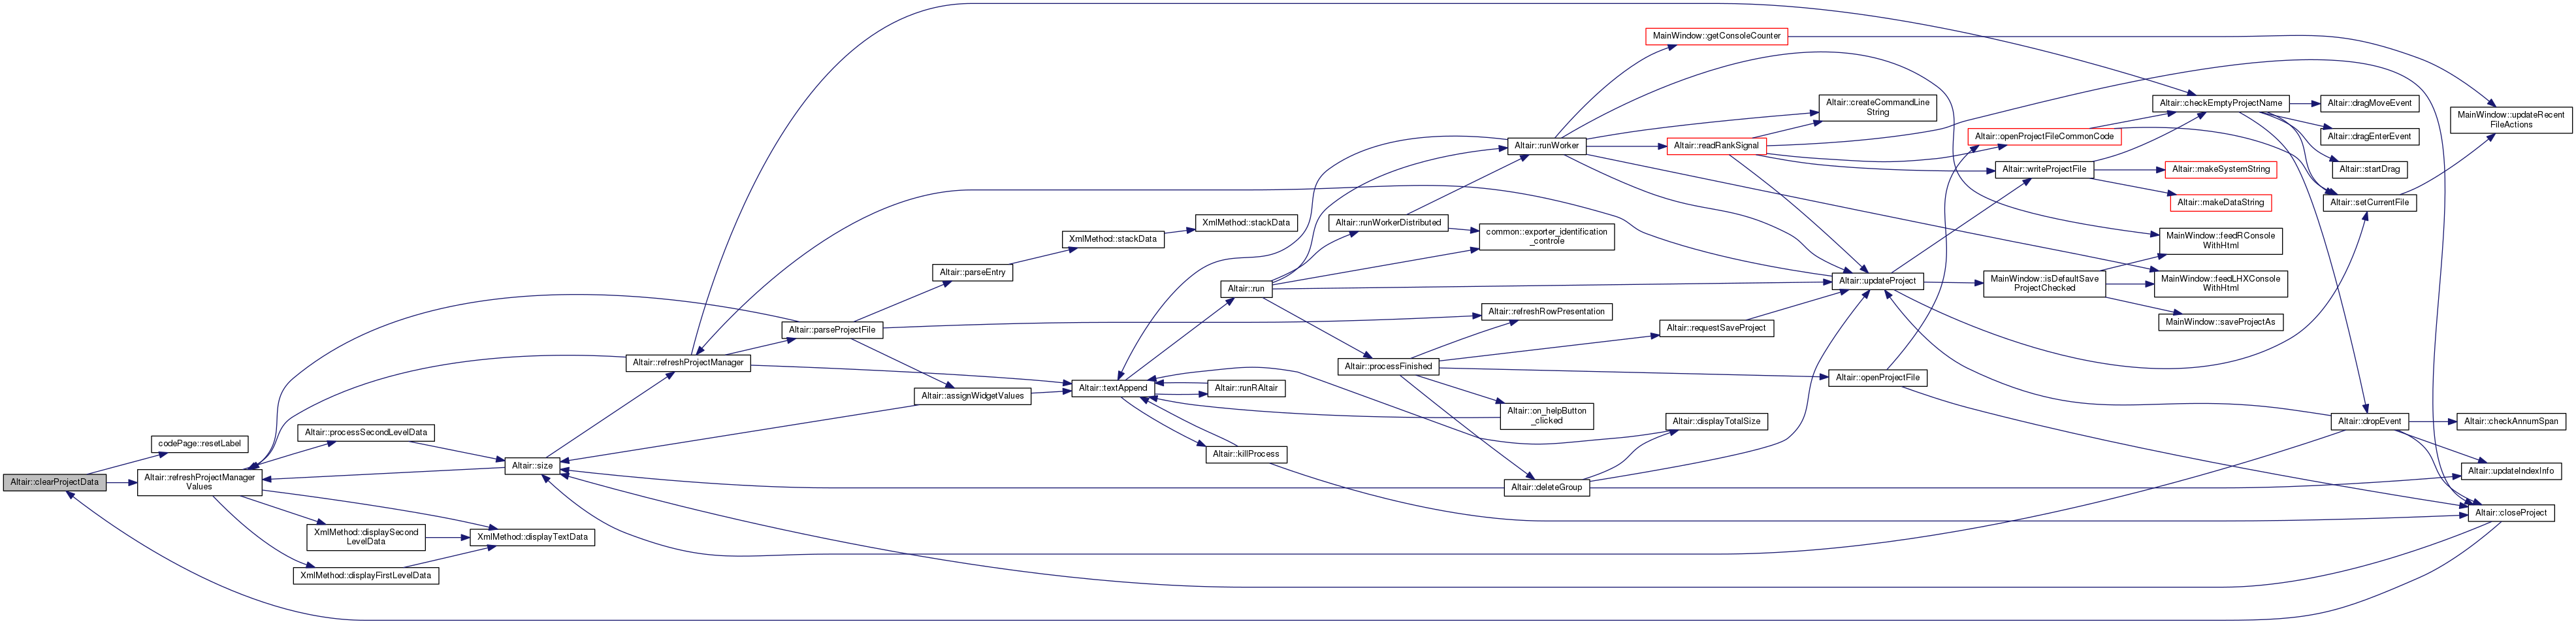 Altair::clearProjectData
codePage::resetLabel
Altair::refreshProjectManager
Values
Altair::processSecondLevelData
XmlMethod::displaySecond
LevelData
XmlMethod::displayFirstLevelData
XmlMethod::displayTextData
Altair::size
Altair::refreshProjectManager
Altair::parseProjectFile
Altair::parseEntry
Altair::assignWidgetValues
XmlMethod::stackData
XmlMethod::stackData
Altair::textAppend
Altair::run
Altair::runRAltair
Altair::killProcess
Altair::runWorkerDistributed
Altair::processFinished
Altair::runWorker
common::exporter_identification
_controle
Altair::refreshRowPresentation
Altair::on_helpButton
_clicked
Altair::deleteGroup
MainWindow::getConsoleCounter
Altair::readRankSignal
Altair::requestSaveProject
Altair::displayTotalSize
Altair::createCommandLine
String
Altair::updateProject
Altair::openProjectFile
Altair::openProjectFileCommonCode
Altair::writeProjectFile
MainWindow::isDefaultSave
ProjectChecked
Altair::checkEmptyProjectName
Altair::makeSystemString
Altair::makeDataString
MainWindow::feedRConsole
WithHtml
MainWindow::feedLHXConsole
WithHtml
MainWindow::saveProjectAs
Altair::dragMoveEvent
Altair::dragEnterEvent
Altair::startDrag
Altair::setCurrentFile
Altair::dropEvent
MainWindow::updateRecent
FileActions
Altair::checkAnnumSpan
Altair::updateIndexInfo
Altair::closeProject